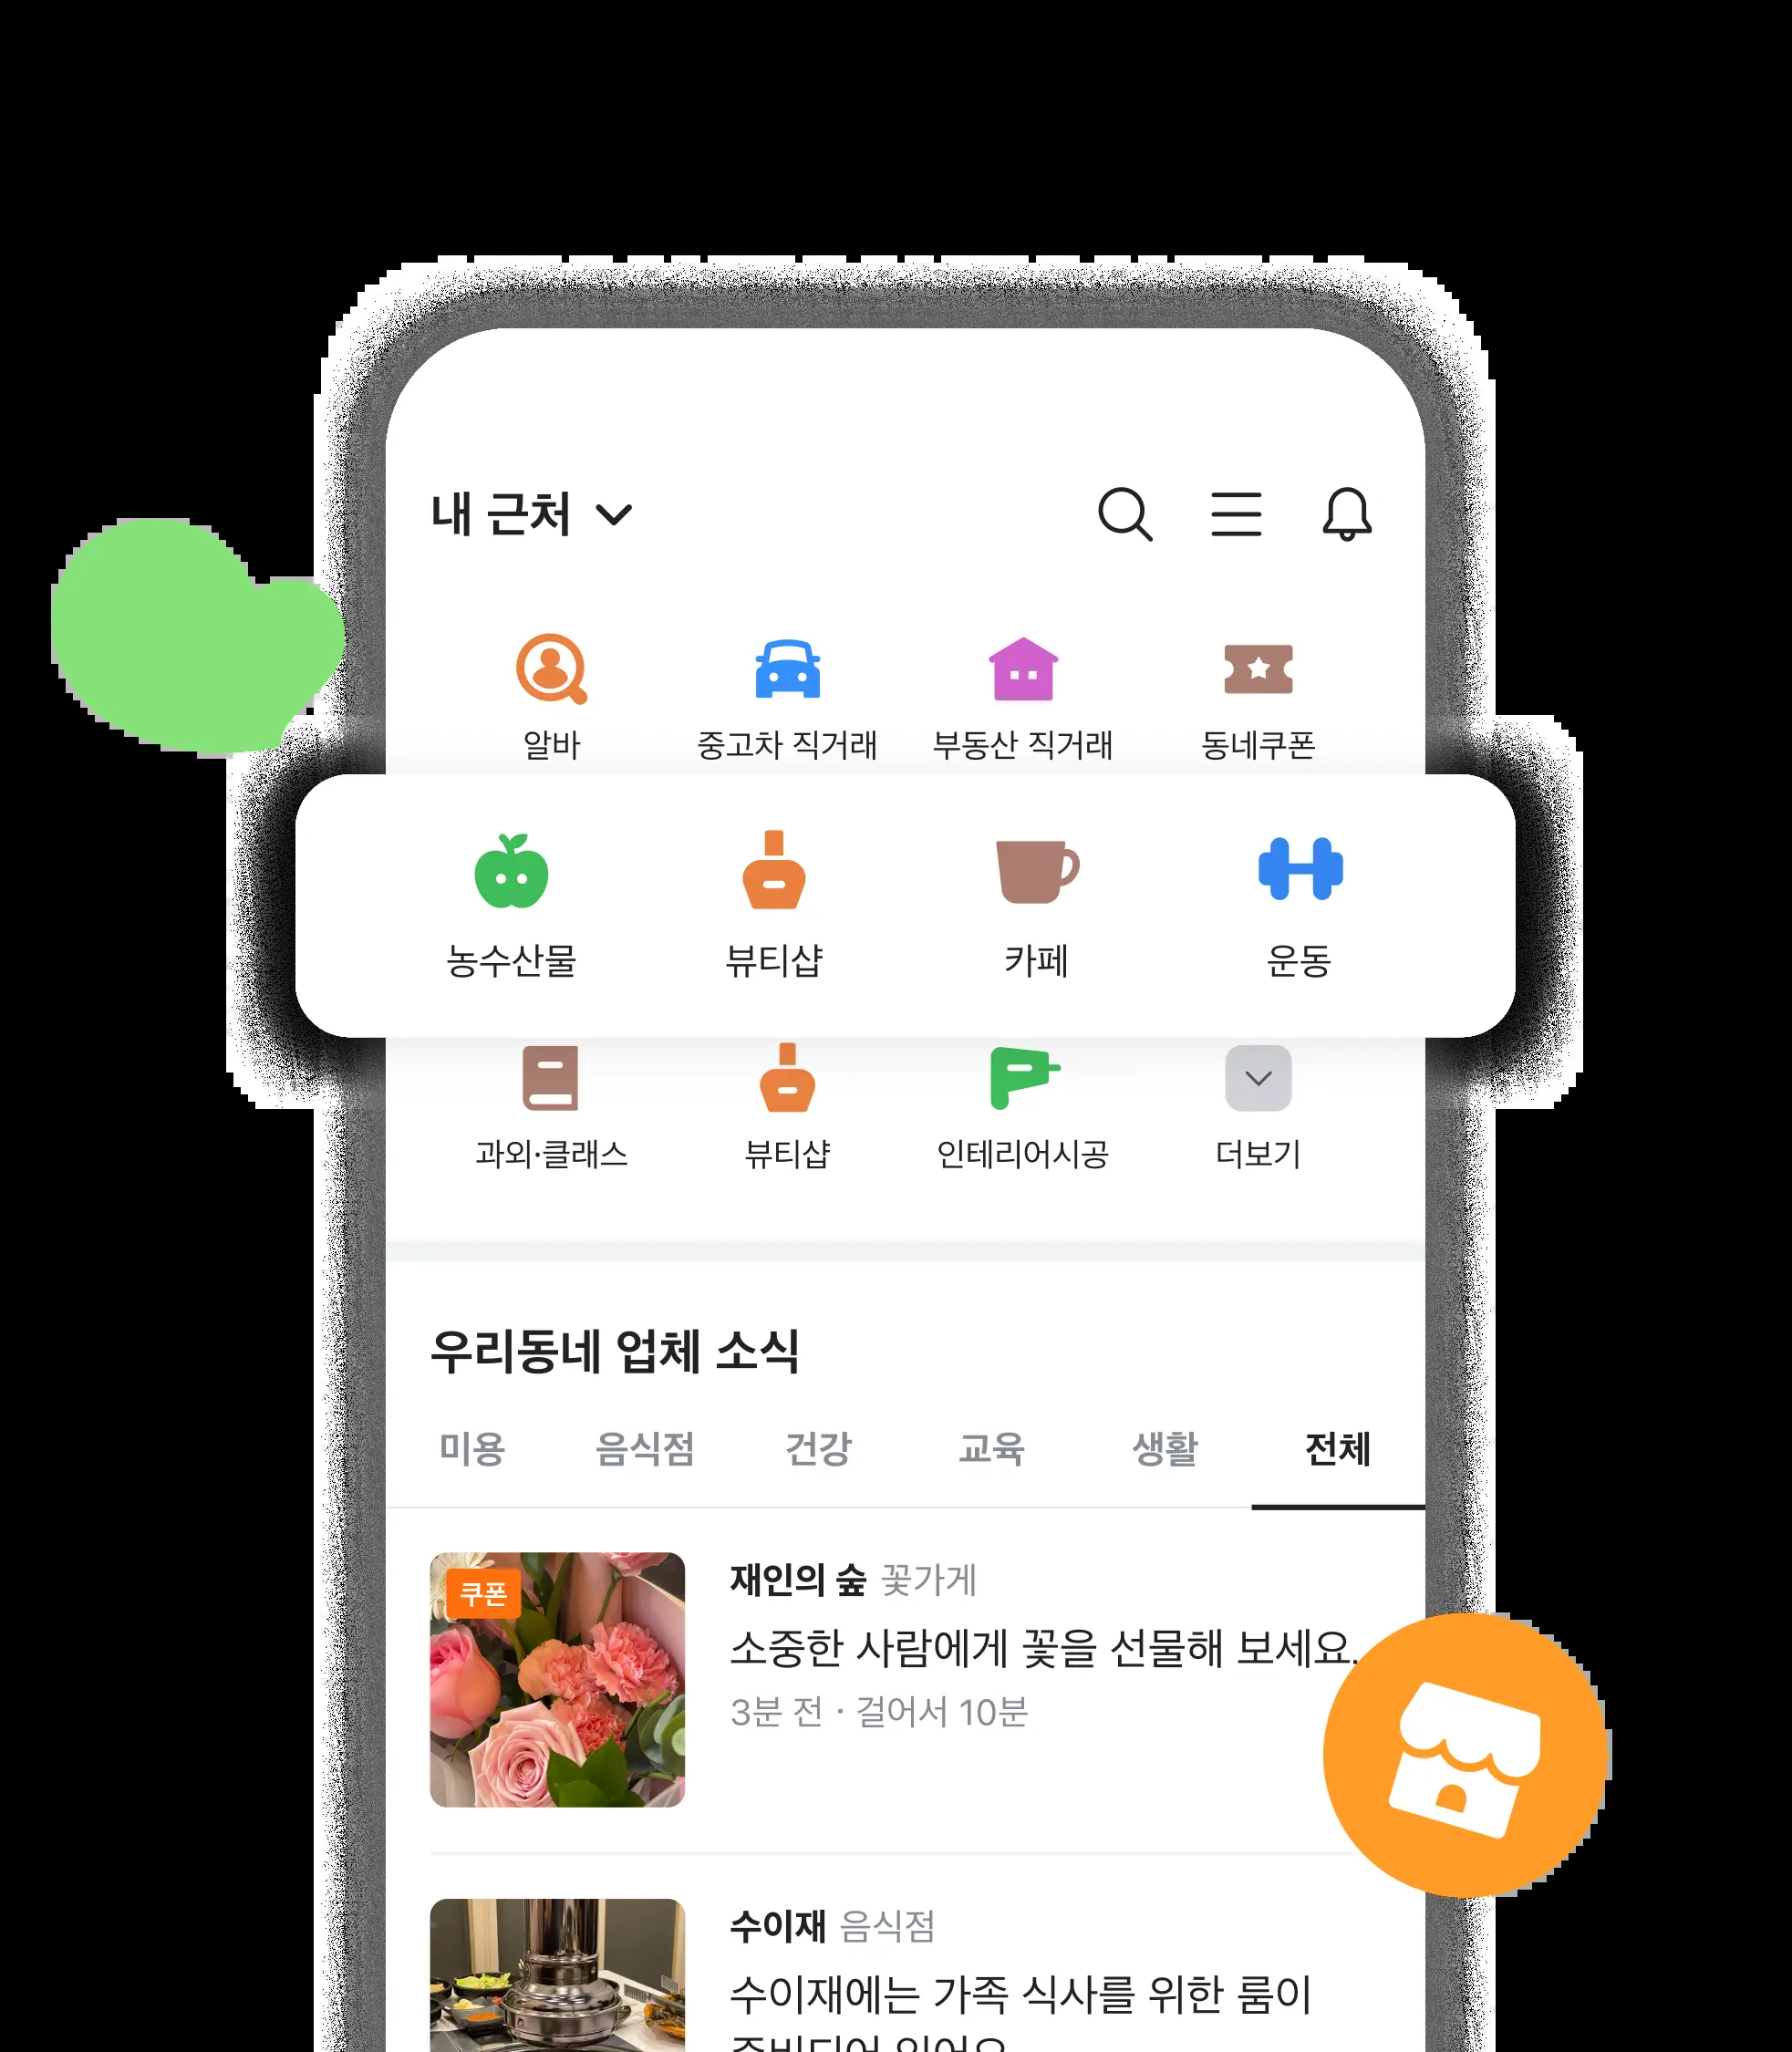 내 근처
알바 중고차 직거래 부동산 직거래 동네쿠폰
농수산물 뷰티샵 카페 운동
과외·클래스 뷰티샵 인테리어시공 더보기
우리동네 업체 소식
미용 음식점 건강 교육 생활 전체
쿠폰
재인의 숲 꽃가게
소중한 사람에게 꽃을 선물해 보세요.
3분 전 · 걸어서 10분
수이재 음식점
수이재에는 가족 식사를 위한 룸이